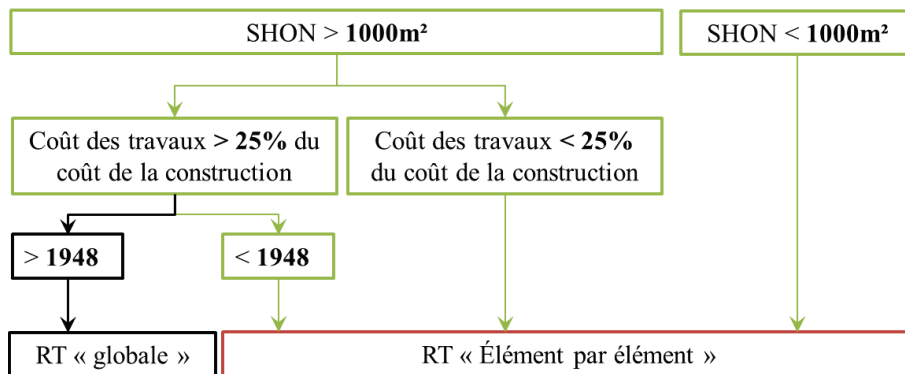 SHON > 1000m²
SHON < 1000m²
Coût des travaux > 25% du
coût de la construction
Coût des travaux < 25%
du coût de la construction
> 1948
< 1948
RT « globale »
RT « Élément par élément »